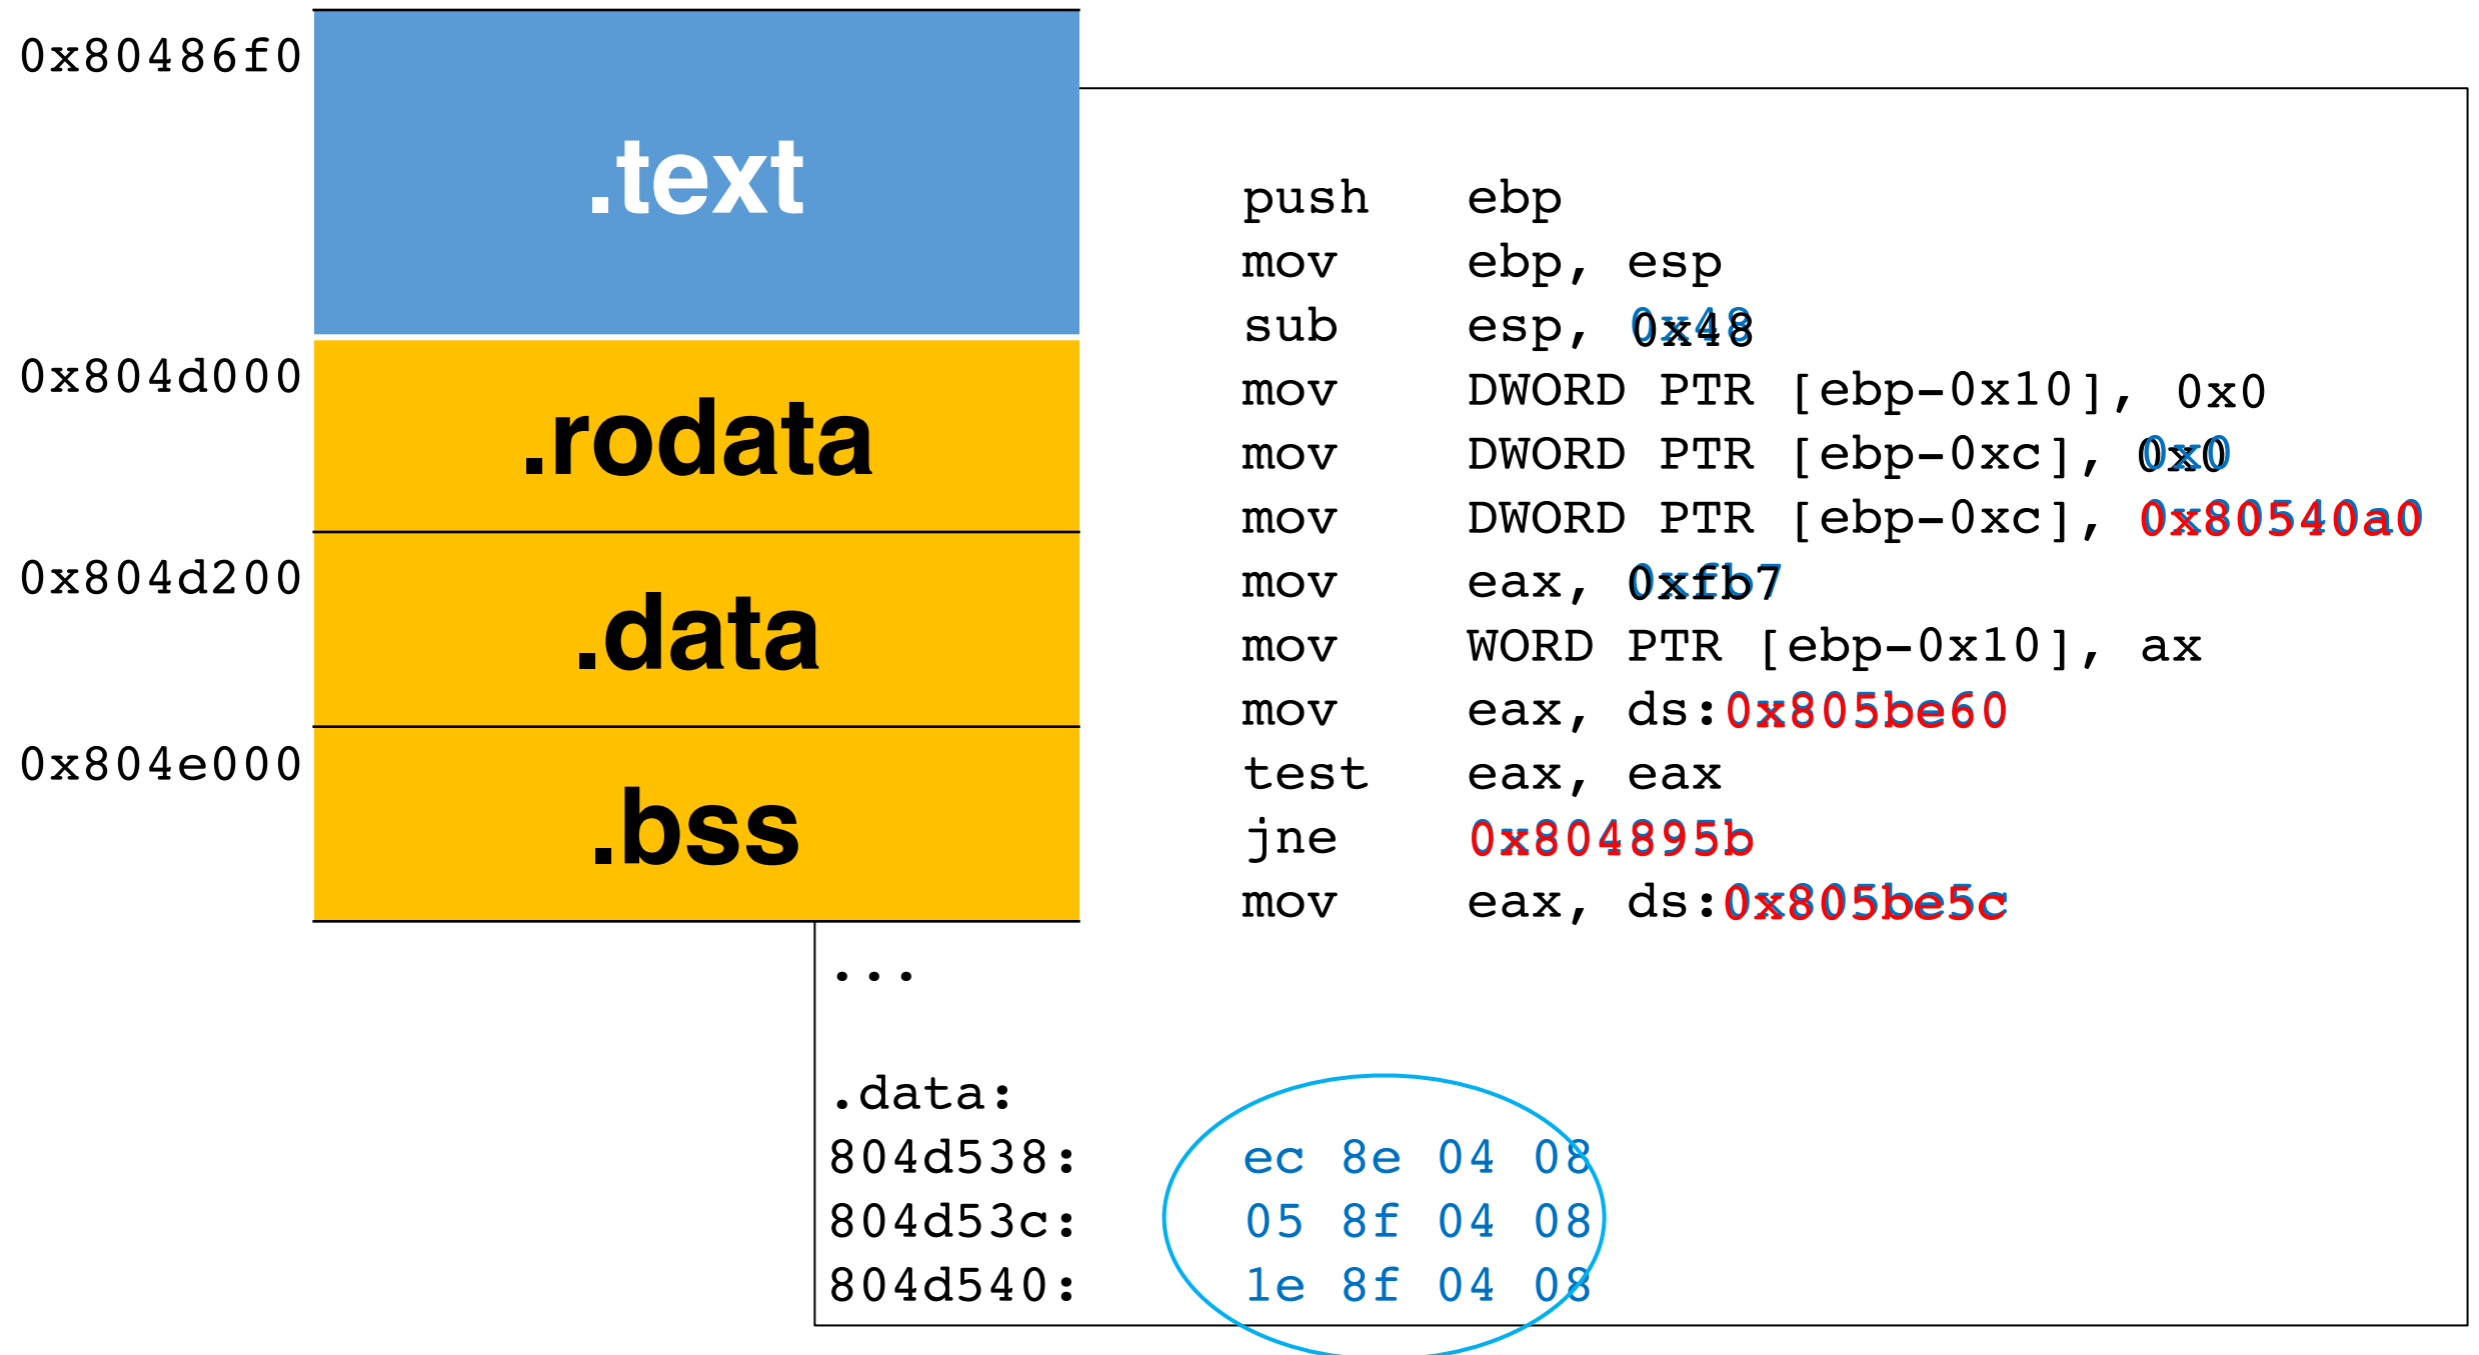 0x80486f0
.text
0x804d000
.rodata
0x804d200
.data
0x804e000
.bss
push ebp
mov ebp, esp
sub esp, 0x48
mov DWORD PTR [ebp-0x10], 0x0
mov DWORD PTR [ebp-0xc], 0x0
mov DWORD PTR [ebp-0xc], 0x80540a0
mov eax, 0xfb7
mov WORD PTR [ebp-0x10], ax
mov eax, ds:0x805be60
test eax, eax
jne 0x804895b
mov eax, ds:0x805be5c
...
.data:
804d538: ec 8e 04 08
804d53c: 05 8f 04 08
804d540: 1e 8f 04 08